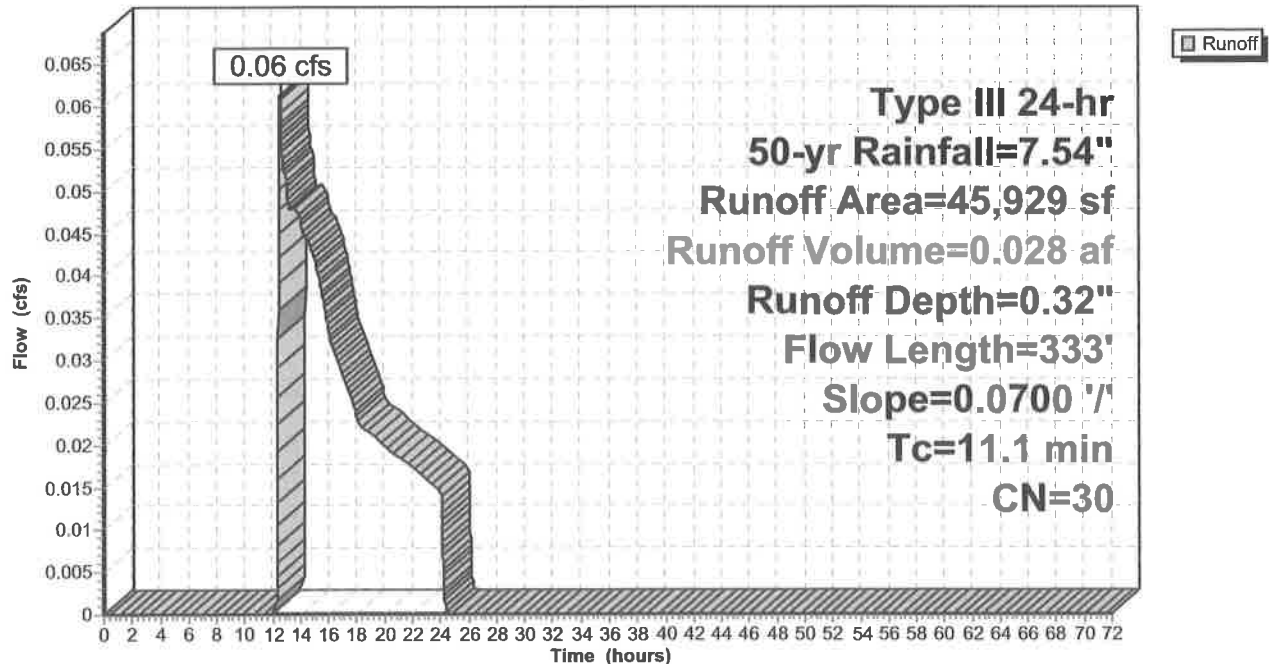 Runoff
0.06 cfs
Type III 24-hr
50-yr Rainfall=7.54"
Runoff Area=45,929 sf
Runoff Volume=0.028 af
Runoff Depth=0.32"
Flow Length=333'
Slope=0.0700 '/'
Tc=11.1 min
CN=30
Flow (cfs)
0.065
0.06
0.055
0.05
0.045
0.04
0.035
0.03
0.025
0.02
0.015
0.01
0.005
0
0 2 4 6 8 10 12 14 16 18 20 22 24 26 28 30 32 34 36 38 40 42 44 46 48 50 52 54 56 58 60 62 64 66 68 70 72
Time (hours)